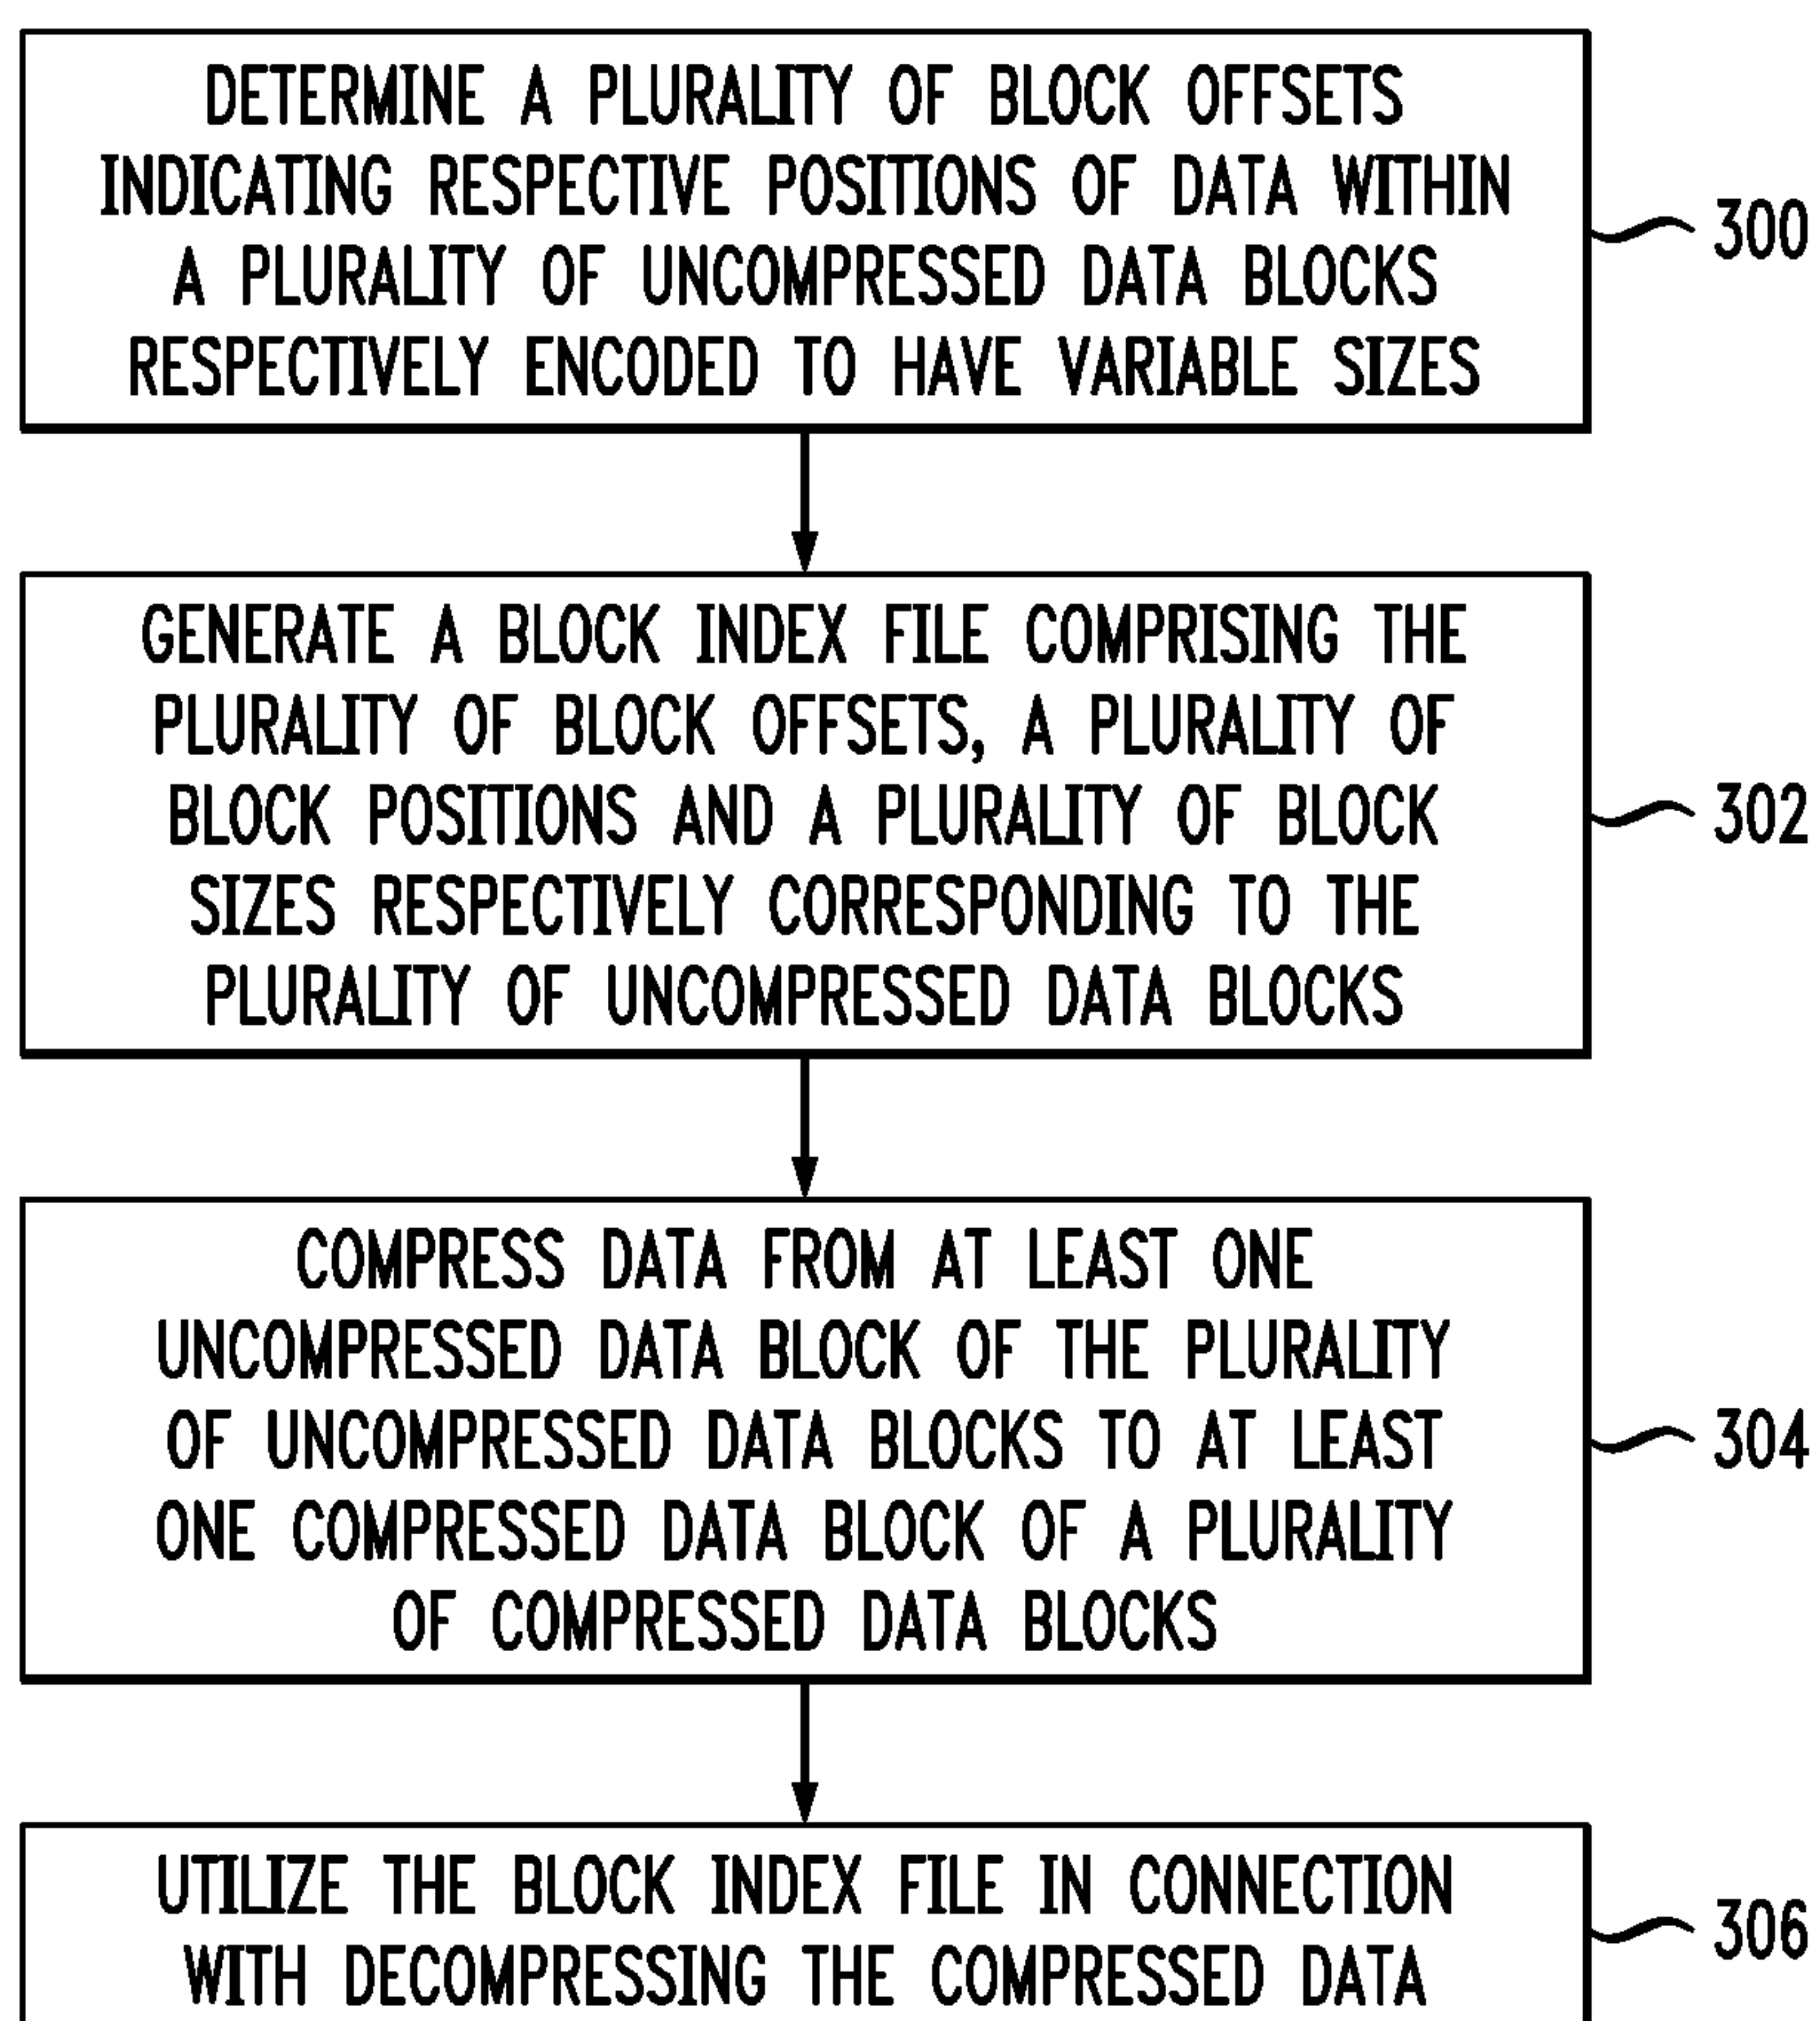 DETERMINE A PLURALITY OF BLOCK OFFSETS
INDICATING RESPECTIVE POSITIONS OF DATA WITHIN
A PLURALITY OF UNCOMPRESSED DATA BLOCKS
RESPECTIVELY ENCODED TO HAVE VARIABLE SIZES
300
GENERATE A BLOCK INDEX FILE COMPRISING THE
PLURALITY OF BLOCK OFFSETS, A PLURALITY OF
BLOCK POSITIONS AND A PLURALITY OF BLOCK
SIZES RESPECTIVELY CORRESPONDING TO THE
PLURALITY OF UNCOMPRESSED DATA BLOCKS
302
COMPRESS DATA FROM AT LEAST ONE
UNCOMPRESSED DATA BLOCK OF THE PLURALITY
OF UNCOMPRESSED DATA BLOCKS TO AT LEAST
ONE COMPRESSED DATA BLOCK OF A PLURALITY
OF COMPRESSED DATA BLOCKS
304
UTILIZE THE BLOCK INDEX FILE IN CONNECTION
WITH DECOMPRESSING THE COMPRESSED DATA
306